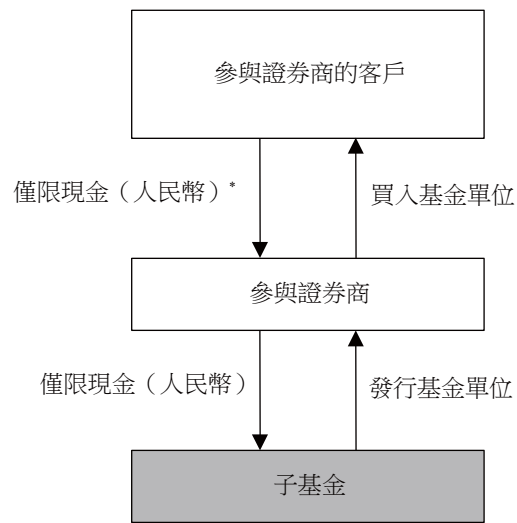 參與證券商的客戶
僅限現金（人民幣）*
買入基金單位
參與證券商
僅限現金（人民幣）
發行基金單位
子基金